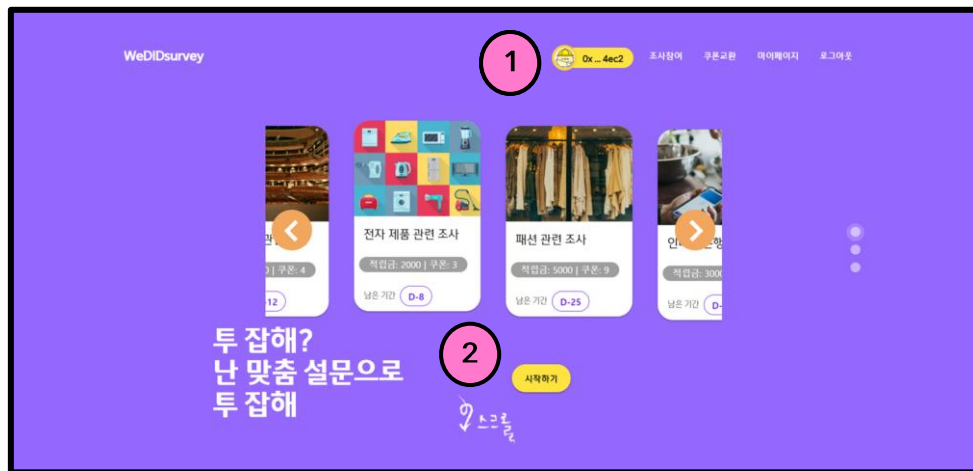 WeDIDsurvey
1
0x ... 4ec2
조사참여
쿠폰교환
마이페이지
로그아웃
쿠폰: 4
-12
전자 제품 관련 조사
적립금: 2000 | 쿠폰: 3
남은 기간 D-8
패션 관련 조사
적립금: 5000 | 쿠폰: 9
남은 기간 D-25
적립금: 3000
남은 기간 D-
투 잡해?
난 맞춤 설문으로
투 잡해
2
시작하기
스크롤